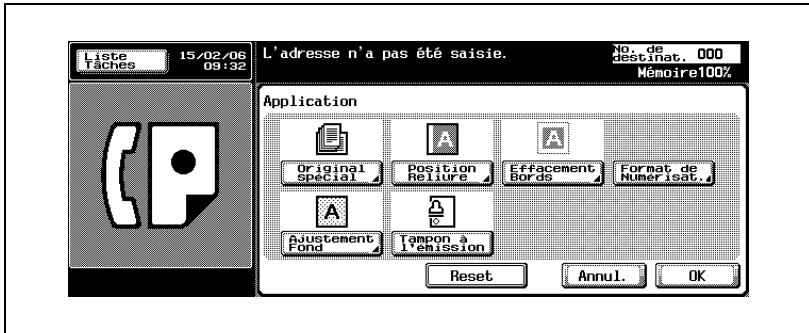 Liste
Tâches
15/02/06
09:32
L'adresse n'a pas été saisie.
No. de
destinat. 000
Mémoire100%
Application
Original
spécial
Position
Reliure
Effacement
Bords
Format de
Numérisat.
A
A
A
Ajustement
Fond
Tampon à
l'émission
Reset
Annul.
OK